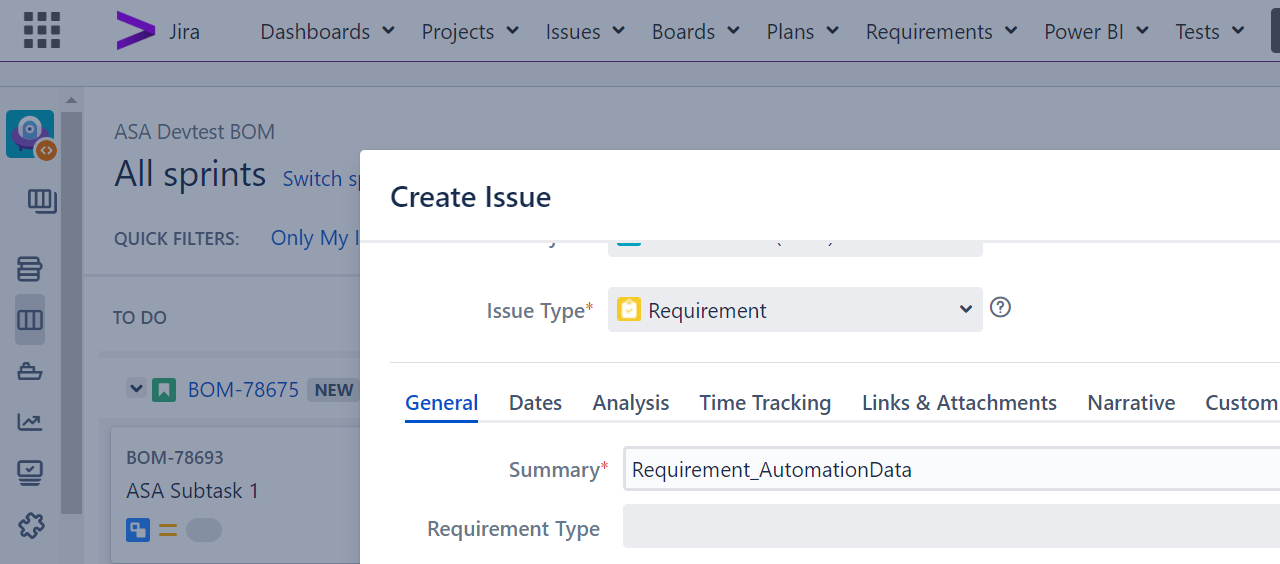 Jira Dashboards Projects Issues Boards Plans Requirements Power BI Tests
ASA Devtest BOM
All sprints Switch
QUICK FILTERS: Only My
TO DO
BOM-78675 NEW
BOM-78693
ASA Subtask 1
Create Issue
Issue Type* Requirement
General Dates Analysis Time Tracking Links & Attachments Narrative Custom
Summary* Requirement_AutomationData
Requirement Type